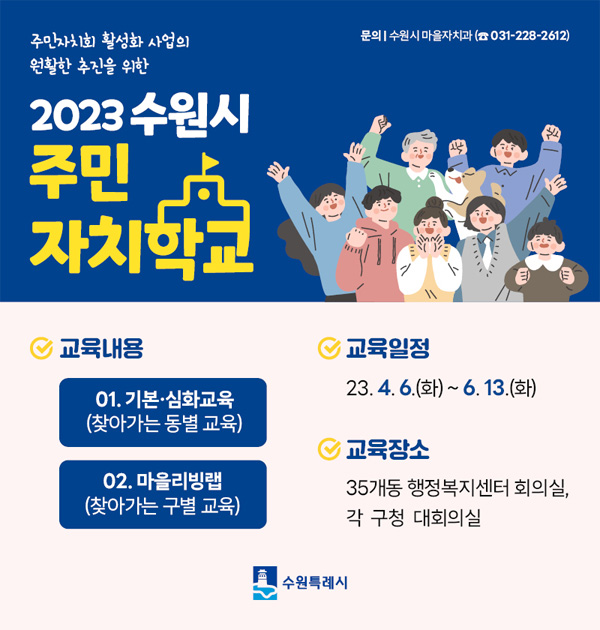 주민자치회 활성화 사업의
원활한 추진을 위한
문의 | 수원시 마을자치과 (☎ 031-228-2612)
2023 수원시
주민
자치학교
교육내용
01. 기본·심화교육
(찾아가는 동별 교육)
02. 마을리빙랩
(찾아가는 구별 교육)
교육일정
23. 4. 6.(화) ~ 6. 13.(화)
교육장소
35개동 행정복지센터 회의실,
각 구청 대회의실
수원특례시